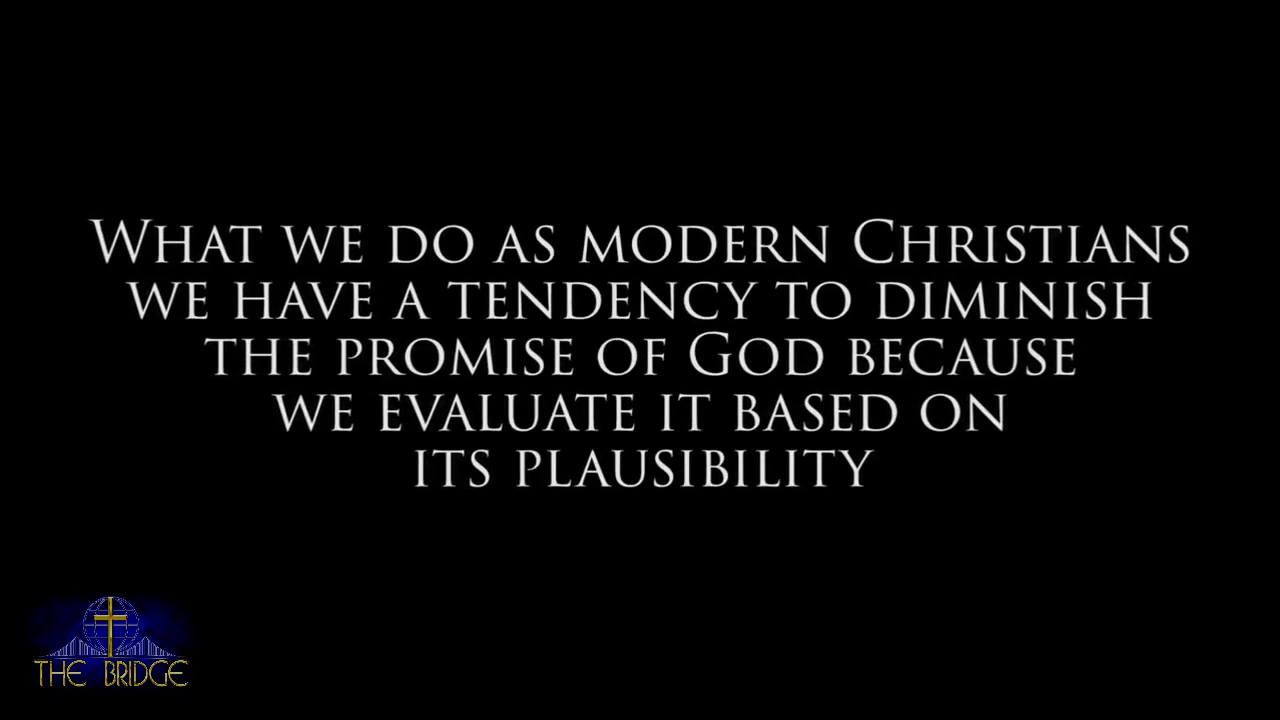 What we do as modern Christians
we have a tendency to diminish
the promise of God because
we evaluate it based on
its plausibility
THE BRIDGE